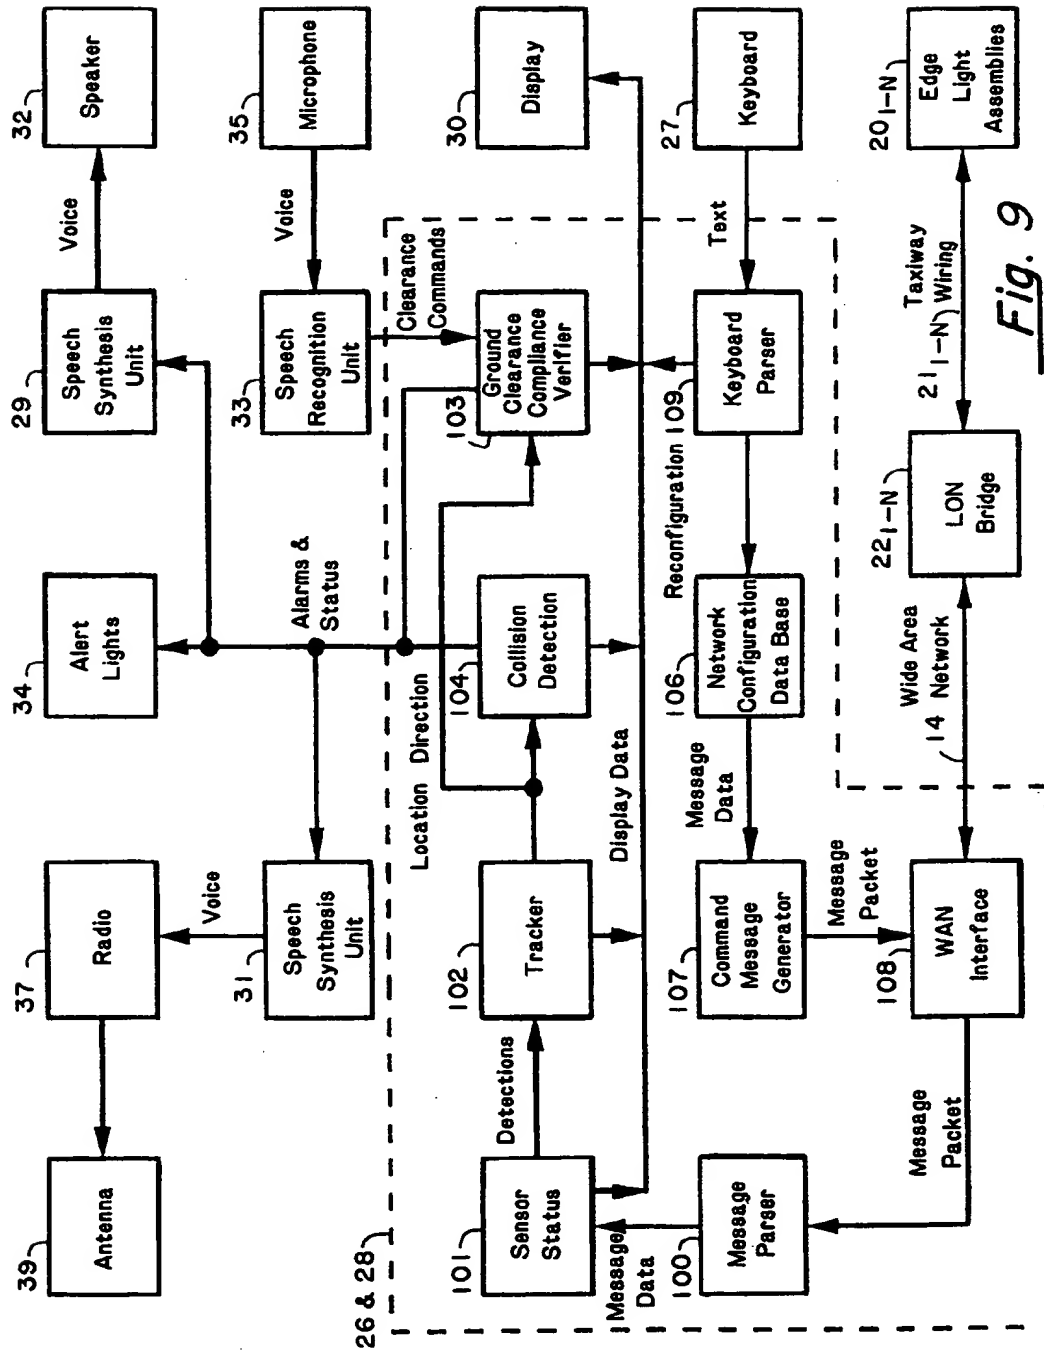 39
Antenna
37
Radio
34
Alert
Lights
29
Speech
Synthesis
Unit
Voice
32
Speaker
Voice
31
Speech
Synthesis
Unit
Alarms &
Status
33
Speech
Recognition
Unit
Voice
35
Microphone
26 & 28
Location Direction
Clearance
Commands
101
Sensor
Status
Detections
102
Tracker
104
Collision
Detection
103
Ground
Clearance
Compliance
Verifier
30
Display
Message
Data
Display Data
100
Message
Parser
107
Command
Message
Generator
Message
Data
106
Network
Configuration
Data Base
Reconfiguration
109
Keyboard
Parser
Text
27
Keyboard
Message
Packet
Message
Packet
108
WAN
Interface
Wide Area
14 Network
22 1-N
LON
Bridge
Taxiway
21 1-N Wiring
20 1-N
Edge
Light
Assemblies
Fig. 9